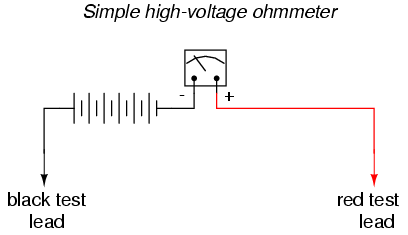 Simple high-voltage ohmmeter
- +
black test
lead
red test
lead